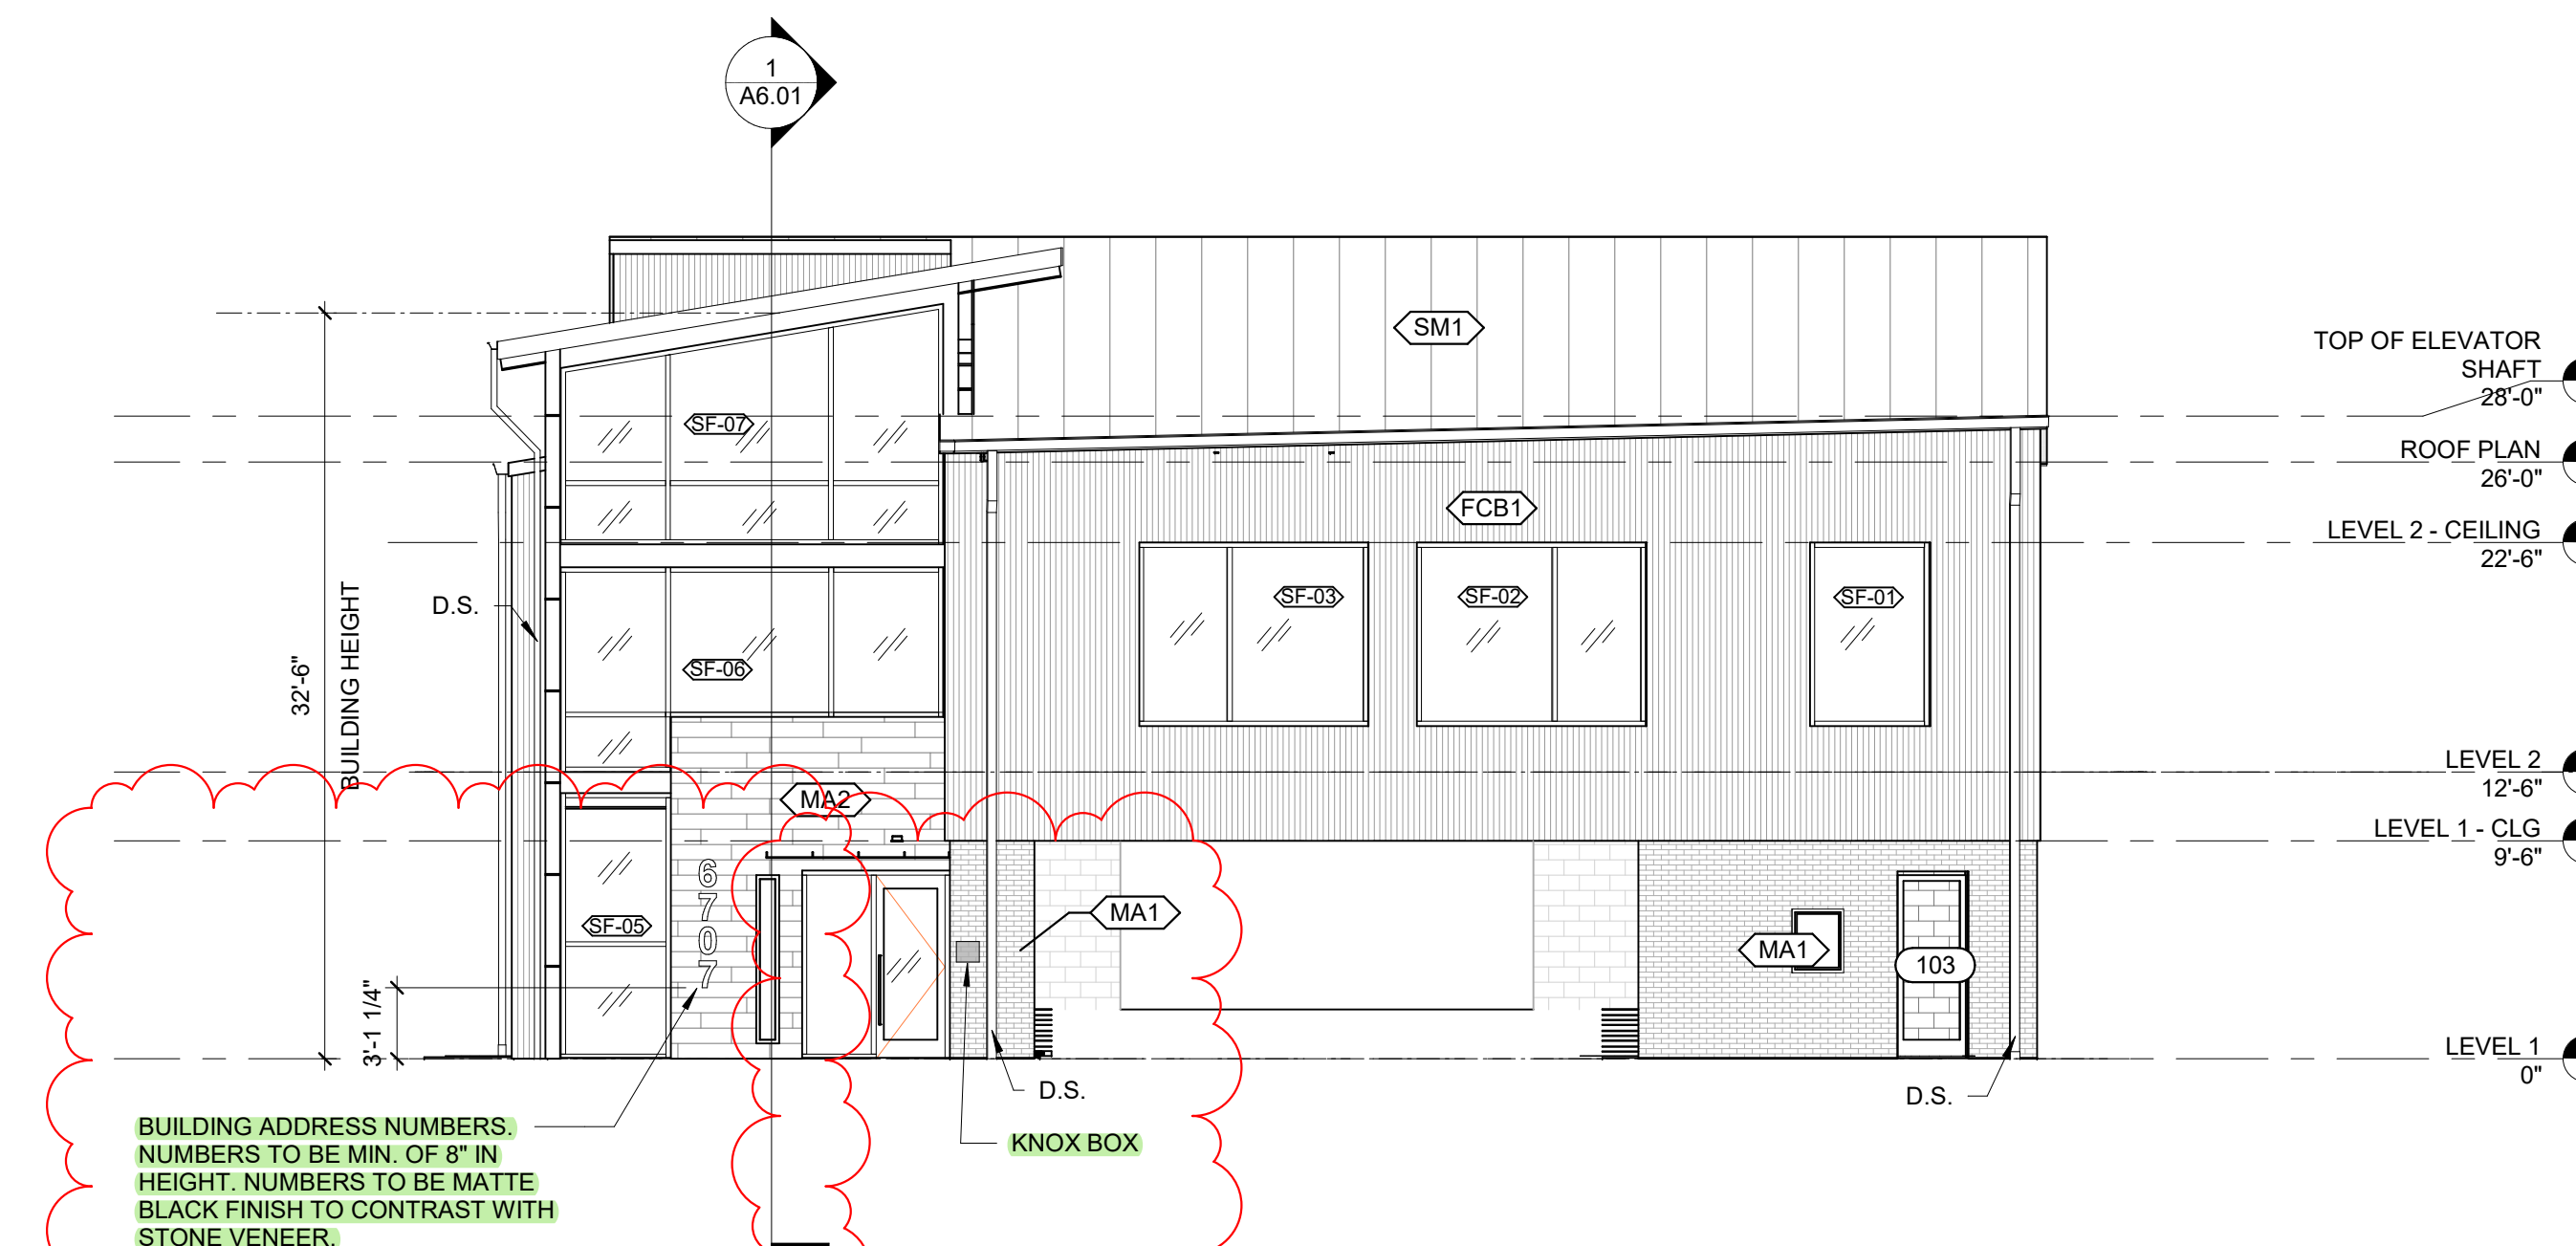 1
A6.01
SM1
TOP OF ELEVATOR
SHAFT
28'-0"
SF-07
ROOF PLAN
26'-0"
FCB1
LEVEL 2 - CEILING
22'-6"
D.S.
BUILDING HEIGHT
32'-6"
SF-03
SF-02
SF-01
SF-06
LEVEL 2
12'-6"
MA2
LEVEL 1 - CLG
9'-6"
6
7
0
7
SF-05
MA1
MA1
103
3'-1 1/4"
LEVEL 1
0"
D.S.
D.S.
KNOX BOX
BUILDING ADDRESS NUMBERS.
NUMBERS TO BE MIN. OF 8" IN
HEIGHT. NUMBERS TO BE MATTE
BLACK FINISH TO CONTRAST WITH
STONE VENEER.